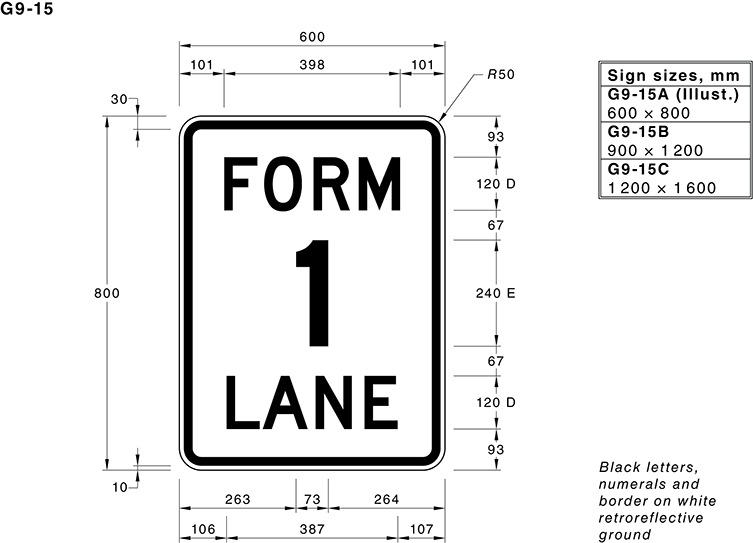 G9-15
600
101 398 101
R50
30
93
120 D
67
240 E
67
120 D
93
800
10
FORM
1
LANE
263 73 264
106 387 107
Sign sizes, mm
G9-15A (Illust.)
600 × 800
G9-15B
900 × 1 200
G9-15C
1 200 × 1 600
Black letters,
numerals and
border on white
retroreflective
ground